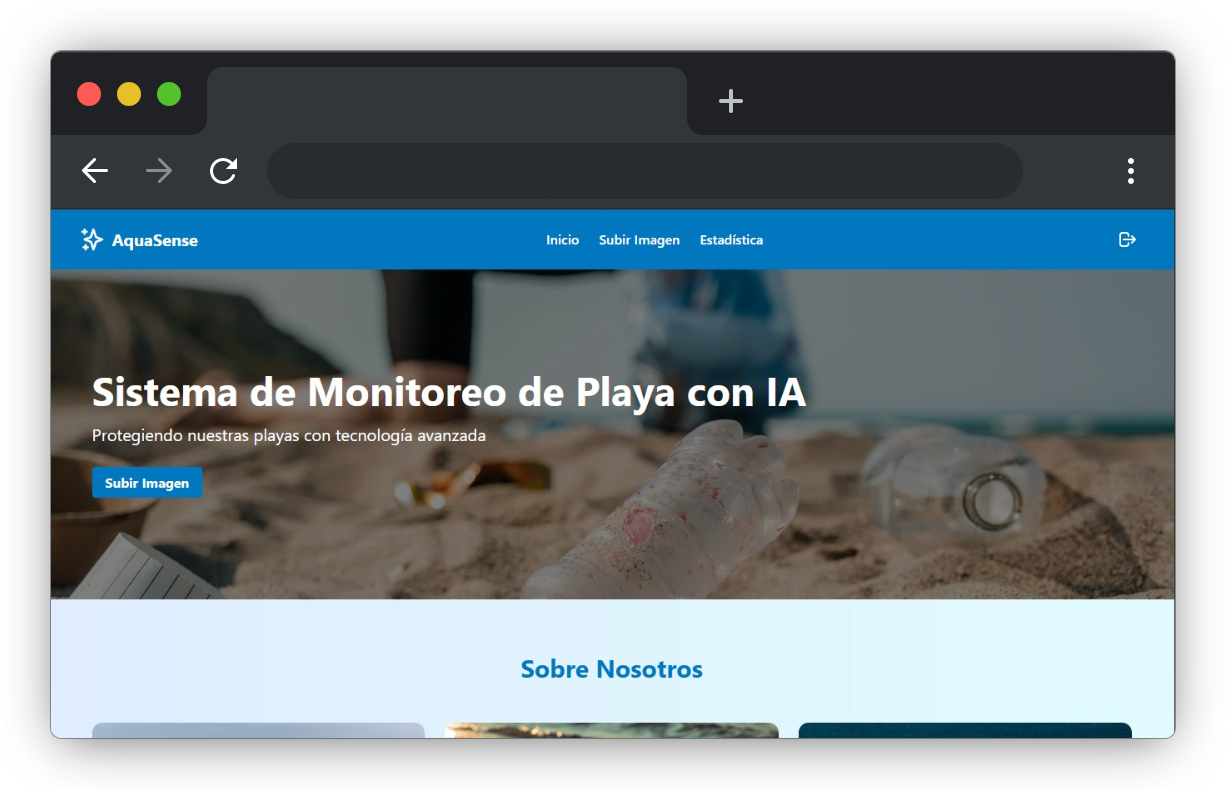 AquaSense
Inicio Subir Imagen Estadística
Sistema de Monitoreo de Playa con IA
Protegiendo nuestras playas con tecnología avanzada
Subir Imagen
Sobre Nosotros